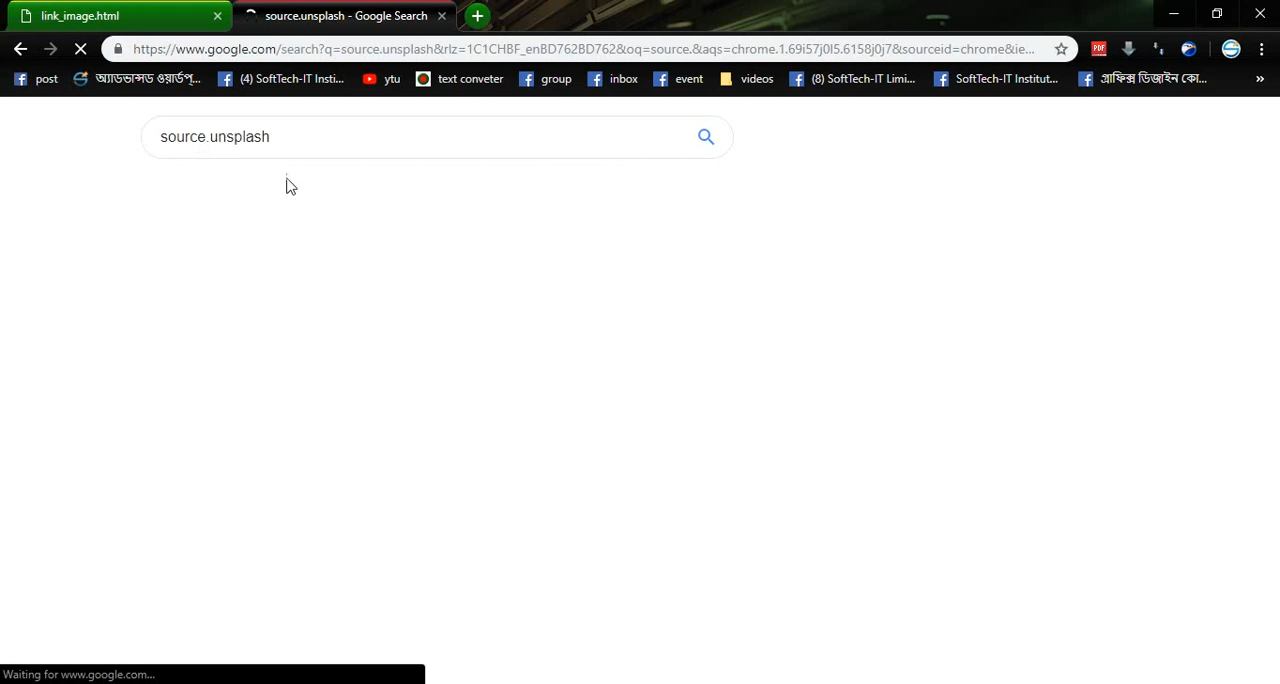 link_image.html
source.unsplash - Google Search
https://www.google.com/search?q=source.unsplash&rlz=1C1CHBF_enBD762BD762&oq=source.&aqs=chrome.1.69i57j0l5.6158j0j7&sourceid=chrome&ie...
post
অ্যাডভান্সড ওয়ার্ডপ্...
(4) SoftTech-IT Insti...
ytu
text conveter
group
inbox
event
videos
(8) SoftTech-IT Limi...
SoftTech-IT Institut...
গ্রাফিক্স ডিজাইন কো...
»
source.unsplash
Waiting for www.google.com...